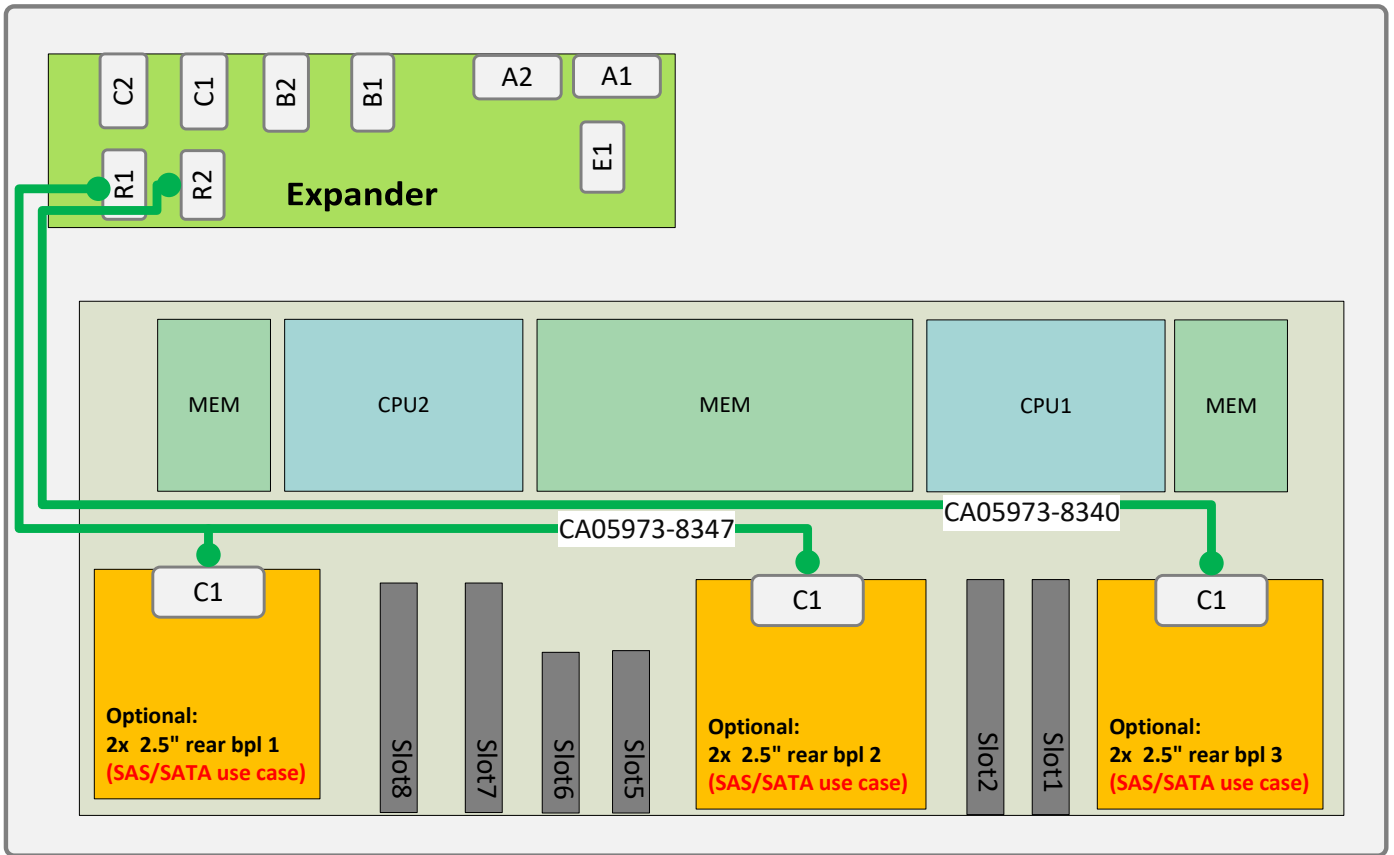 C2
C1
B2
B1
A2
A1
E1
R1
R2
Expander
MEM
CPU2
MEM
CPU1
MEM
CA05973-8340
CA05973-8347
C1
C1
C1
Optional:
2x 2.5" rear bpl 1
(SAS/SATA use case)
Slot8
Slot7
Slot6
Slot5
Optional:
2x 2.5" rear bpl 2
(SAS/SATA use case)
Slot2
Slot1
Optional:
2x 2.5" rear bpl 3
(SAS/SATA use case)